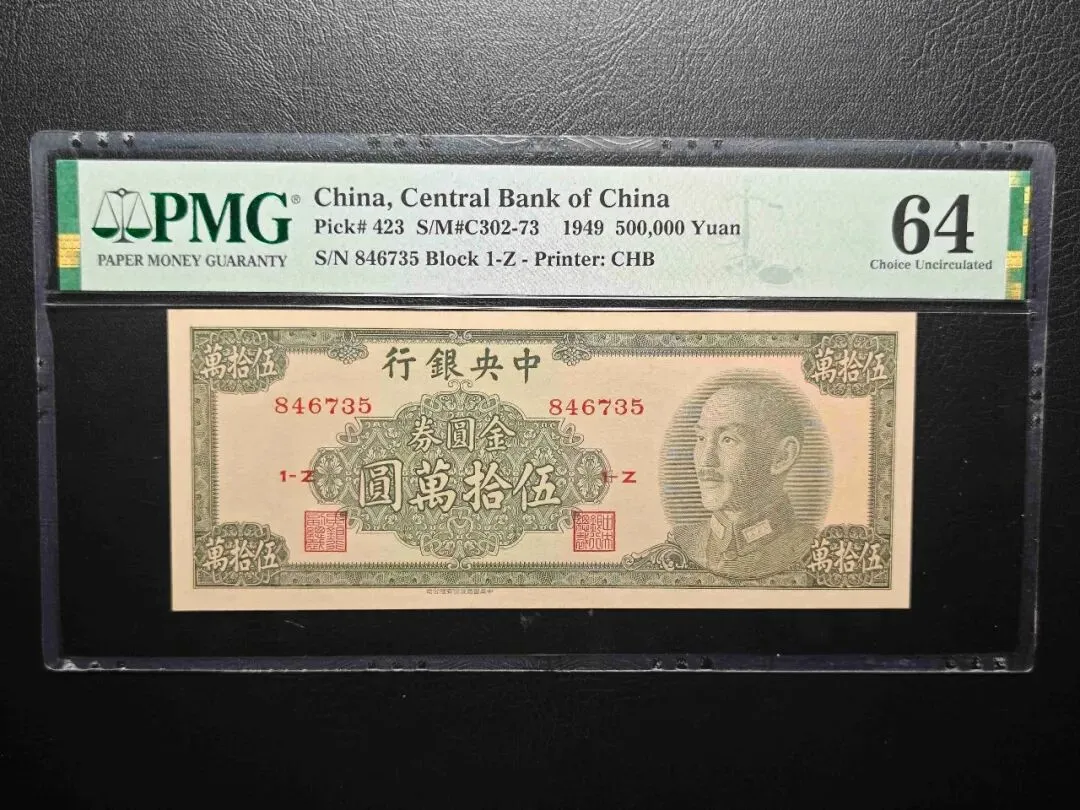 PMG®
PAPER MONEY GUARANTY
China, Central Bank of China
Pick# 423 S/M#C302-73 1949 500,000 Yuan
S/N 846735 Block 1-Z - Printer: CHB
64
Choice Uncirculated
萬拾伍
行銀央中
萬拾伍
846735
846735
券圓金
1-Z
圓萬拾伍
1-Z
萬拾伍
萬拾伍